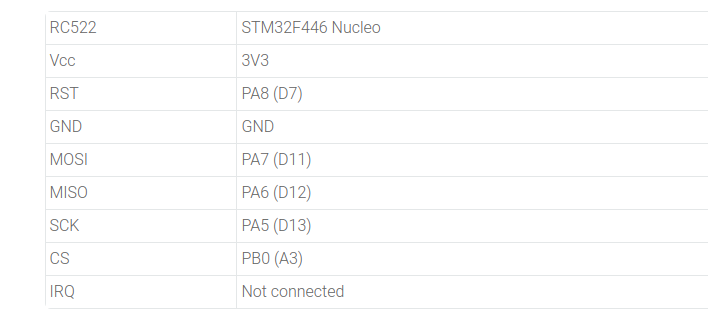 RC522 STM32F446 Nucleo
Vcc 3V3
RST PA8 (D7)
GND GND
MOSI PA7 (D11)
MISO PA6 (D12)
SCK PA5 (D13)
CS PB0 (A3)
IRQ Not connected